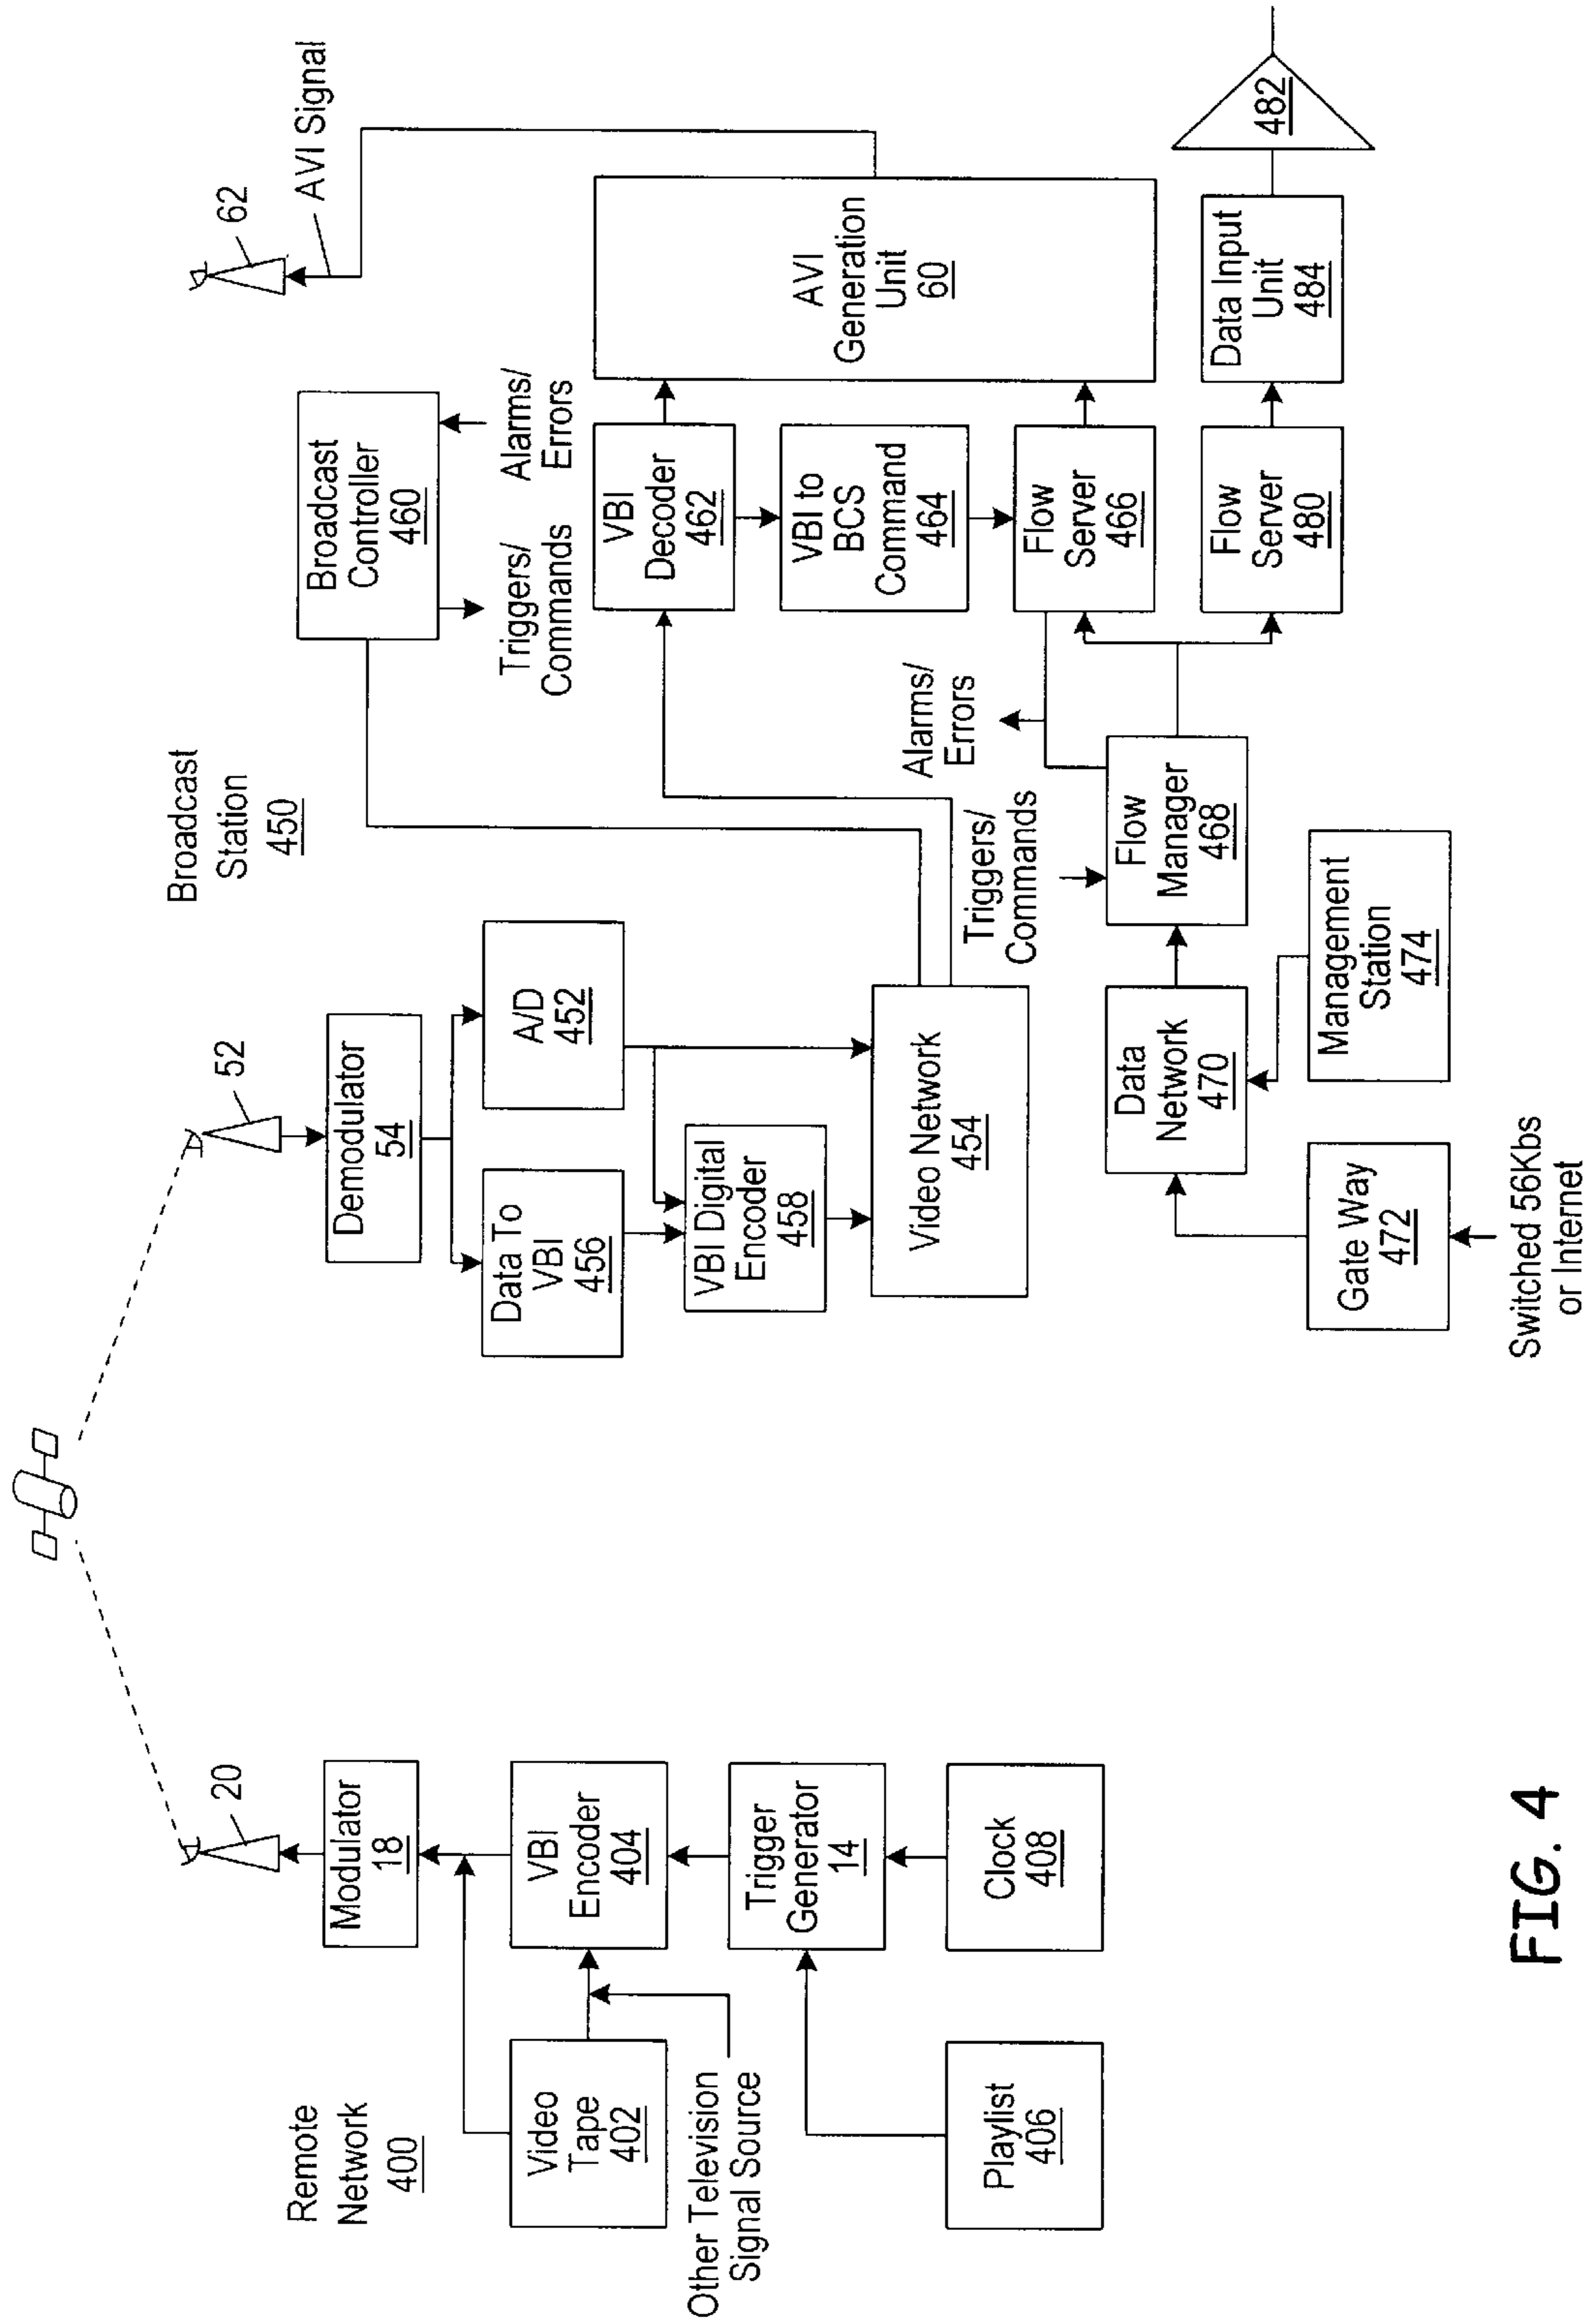 Remote
Network
400
20
Modulator
18
Video
Tape
402
VBI
Encoder
404
Other Television
Signal Source
Trigger
Generator
14
Playlist
406
Clock
408
Broadcast
Station
450
52
Demodulator
54
Data To
VBI
456
A/D
452
VBI Digital
Encoder
458
Video Network
454
Broadcast
Controller
460
Triggers/
Commands
Alarms/
Errors
62
AVI Signal
VBI
Decoder
462
VBI to
BCS
Command
464
AVI
Generation
Unit
60
Alarms/
Errors
Triggers/
Commands
Flow
Server
466
Gate Way
472
Switched 56Kbs
or Internet
Data
Network
470
Management
Station
474
Flow
Manager
468
Flow
Server
480
Data Input
Unit
484
482
FIG. 4